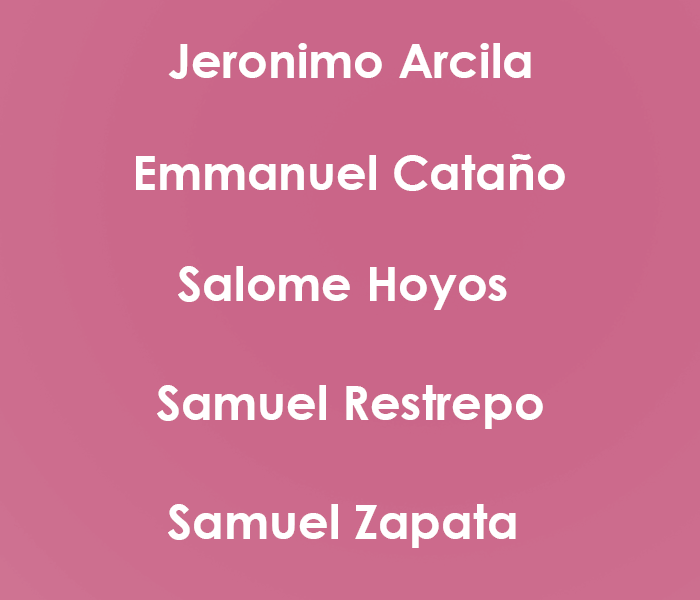 Jeronimo Arcila
Emmanuel Cataño
Salome Hoyos
Samuel Restrepo
Samuel Zapata